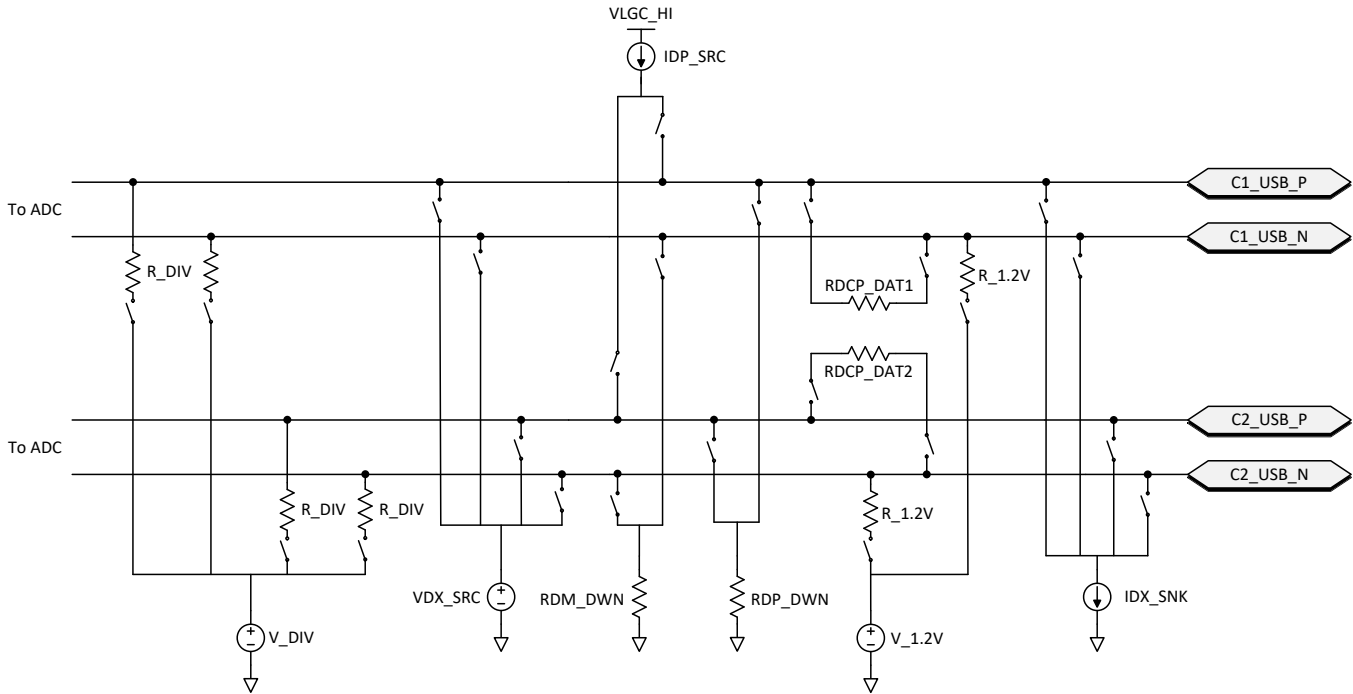 VLGC_HI
IDP_SRC
C1_USB_P
To ADC
C1_USB_N
R_DIV
R_1.2V
RDCP_DAT1
RDCP_DAT2
C2_USB_P
To ADC
C2_USB_N
R_DIV
R_DIV
R_1.2V
VDX_SRC
RDM_DWN
RDP_DWN
IDX_SNK
V_DIV
V_1.2V